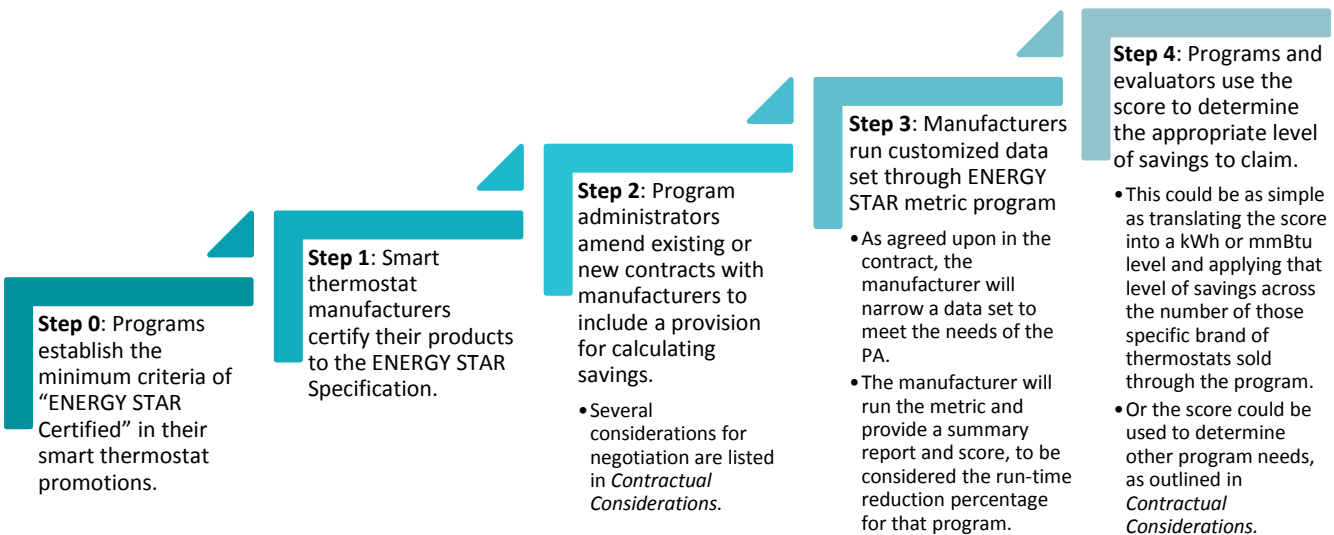 Step 0: Programs
establish the
minimum criteria of
“ENERGY STAR
Certified” in their
smart thermostat
promotions.
Step 1: Smart
thermostat
manufacturers
certify their products
to the ENERGY STAR
Specification.
Step 2: Program
administrators
amend existing or
new contracts with
manufacturers to
include a provision
for calculating
savings.
•Several
considerations for
negotiation are listed
in Contractual
Considerations.
Step 3: Manufacturers
run customized data
set through ENERGY
STAR metric program
•As agreed upon in the
contract, the
manufacturer will
narrow a data set to
meet the needs of the
PA.
•The manufacturer will
run the metric and
provide a summary
report and score, to be
considered the run-time
reduction percentage
for that program.
Step 4: Programs and
evaluators use the
score to determine
the appropriate level
of savings to claim.
•This could be as simple
as translating the score
into a kWh or mmBtu
level and applying that
level of savings across
the number of those
specific brand of
thermostats sold
through the program.
•Or the score could be
used to determine
other program needs,
as outlined in
Contractual
Considerations.